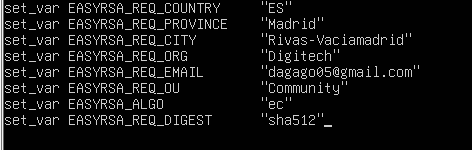 set_var EASYRSA_REQ_COUNTRY "ES"
set_var EASYRSA_REQ_PROVINCE "Madrid"
set_var EASYRSA_REQ_CITY "Rivas-Vaciamadrid"
set_var EASYRSA_REQ_ORG "Digitech"
set_var EASYRSA_REQ_EMAIL "dagago05@gmail.com"
set_var EASYRSA_REQ_OU "Community"
set_var EASYRSA_ALGO "ec"
set_var EASYRSA_REQ_DIGEST "sha512"_